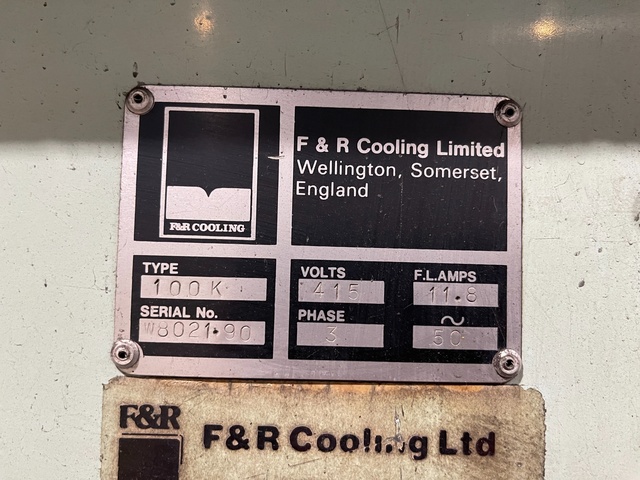 F&R COOLING
F & R Cooling Limited
Wellington, Somerset,
England
TYPE
100K
VOLTS
415
F.L.AMPS
11.8
SERIAL No.
W8021·90
PHASE
3
~
50
F&R
F&R Cooling Ltd